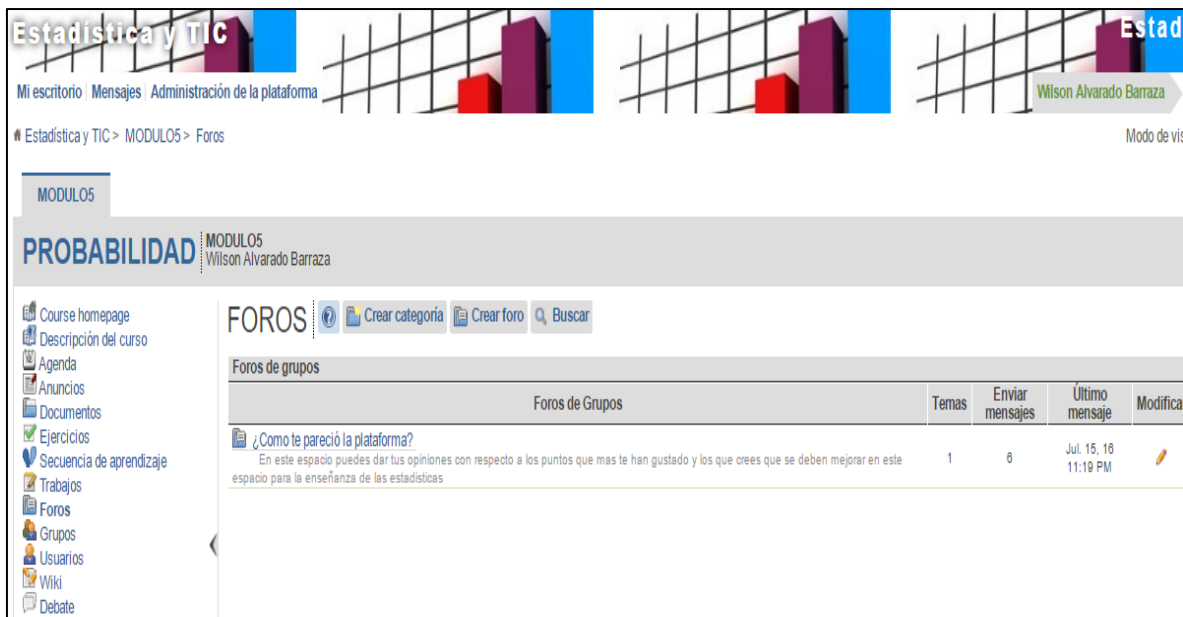 Estadística y TIC
Estad
Mi escritorio | Mensajes | Administración de la plataforma
Wilson Alvarado Barraza
Estadística y TIC > MODULO5 > Foros
Modo de vis
MODULO5
PROBABILIDAD
MODULO5
Wilson Alvarado Barraza
Course homepage
Descripción del curso
Agenda
Anuncios
Documentos
Ejercicios
Secuencia de aprendizaje
Trabajos
Foros
Grupos
Usuarios
Wiki
Debate
FOROS
Crear categoría
Crear foro
Buscar
Foros de grupos
Foros de Grupos
Temas
Enviar
mensajes
Último
mensaje
Modifica
¿Como te pareció la plataforma?
En este espacio puedes dar tus opiniones con respecto a los puntos que mas te han gustado y los que crees que se deben mejorar en este
espacio para la enseñanza de las estadisticas
1
6
Jul. 15, 16
11:19 PM